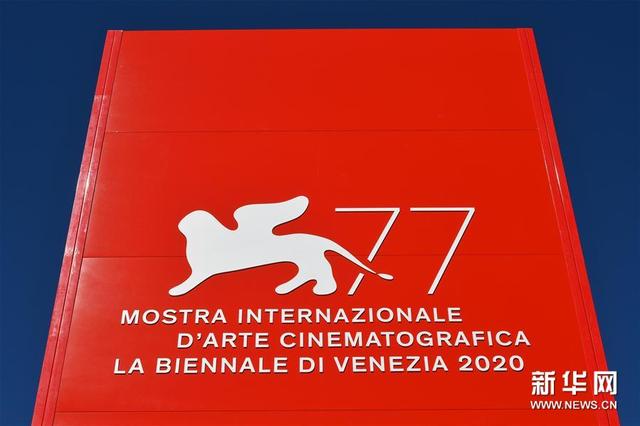 77
MOSTRA INTERNAZIONALE
D'ARTE CINEMATOGRAFICA
LA BIENNALE DI VENEZIA 2020
新华网
WWW.NEWS.CN